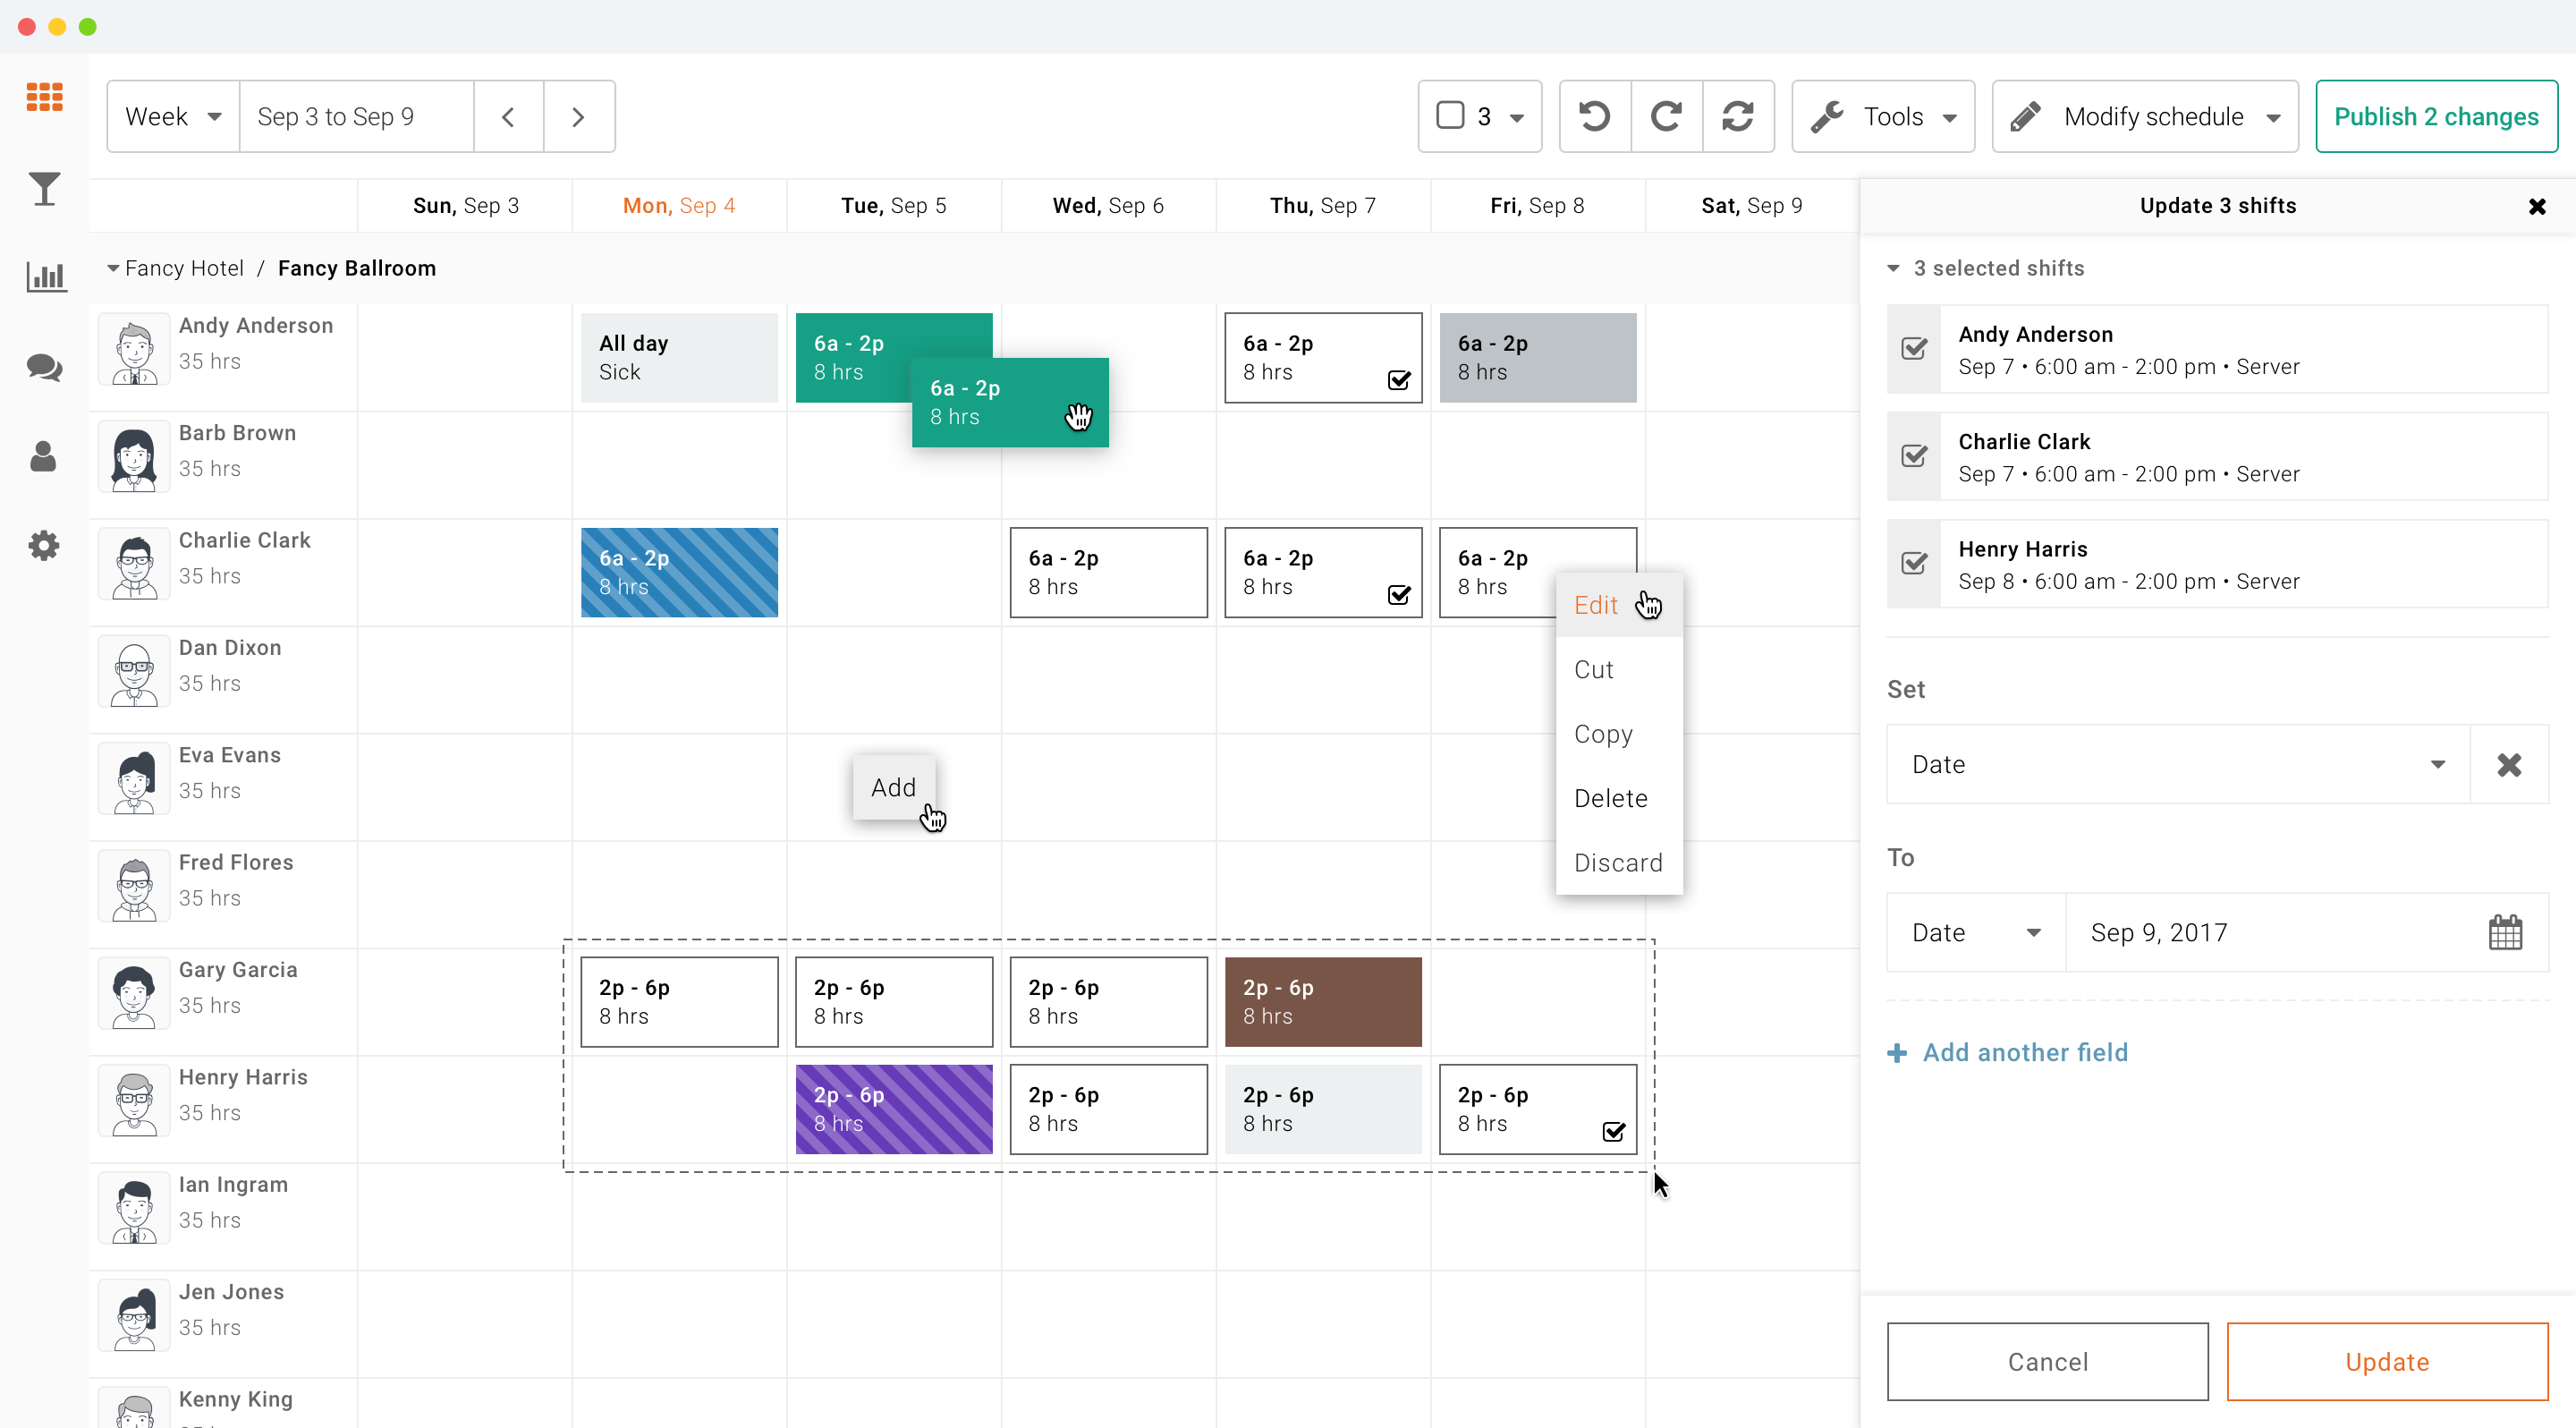 Week
Sep 3 to Sep 9
3
Tools
Modify schedule
Publish 2 changes
Sun, Sep 3
Mon, Sep 4
Tue, Sep 5
Wed, Sep 6
Thu, Sep 7
Fri, Sep 8
Sat, Sep 9
Fancy Hotel / Fancy Ballroom
Andy Anderson
35 hrs
All day
Sick
6a - 2p
8 hrs
6a - 2p
8 hrs
6a - 2p
8 hrs
6a - 2p
8 hrs
Barb Brown
35 hrs
Charlie Clark
35 hrs
6a - 2p
8 hrs
6a - 2p
8 hrs
6a - 2p
8 hrs
6a - 2p
8 hrs
Edit
Cut
Copy
Delete
Discard
Dan Dixon
35 hrs
Eva Evans
35 hrs
Add
Fred Flores
35 hrs
Gary Garcia
35 hrs
2p - 6p
8 hrs
2p - 6p
8 hrs
2p - 6p
8 hrs
2p - 6p
8 hrs
Henry Harris
35 hrs
2p - 6p
8 hrs
2p - 6p
8 hrs
2p - 6p
8 hrs
2p - 6p
8 hrs
Ian Ingram
35 hrs
Jen Jones
35 hrs
Kenny King
Update 3 shifts
3 selected shifts
Andy Anderson
Sep 7 • 6:00 am - 2:00 pm • Server
Charlie Clark
Sep 7 • 6:00 am - 2:00 pm • Server
Henry Harris
Sep 8 • 6:00 am - 2:00 pm • Server
Set
Date
To
Date
Sep 9, 2017
Add another field
Cancel
Update